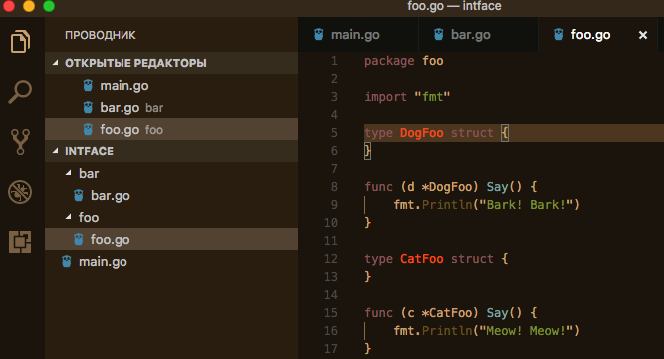 foo.go — intface
ПРОВОДНИК
ОТКРЫТЫЕ РЕДАКТОРЫ
main.go
bar.go bar
foo.go foo
INTFACE
bar
bar.go
foo
foo.go
main.go
main.go bar.go foo.go ×
1 package foo
2
3 import "fmt"
4
5 type DogFoo struct {
6 }
7
8 func (d *DogFoo) Say() {
9 fmt.Println("Bark! Bark!")
10 }
11
12 type CatFoo struct {
13 }
14
15 func (c *CatFoo) Say() {
16 fmt.Println("Meow! Meow!")
17 }